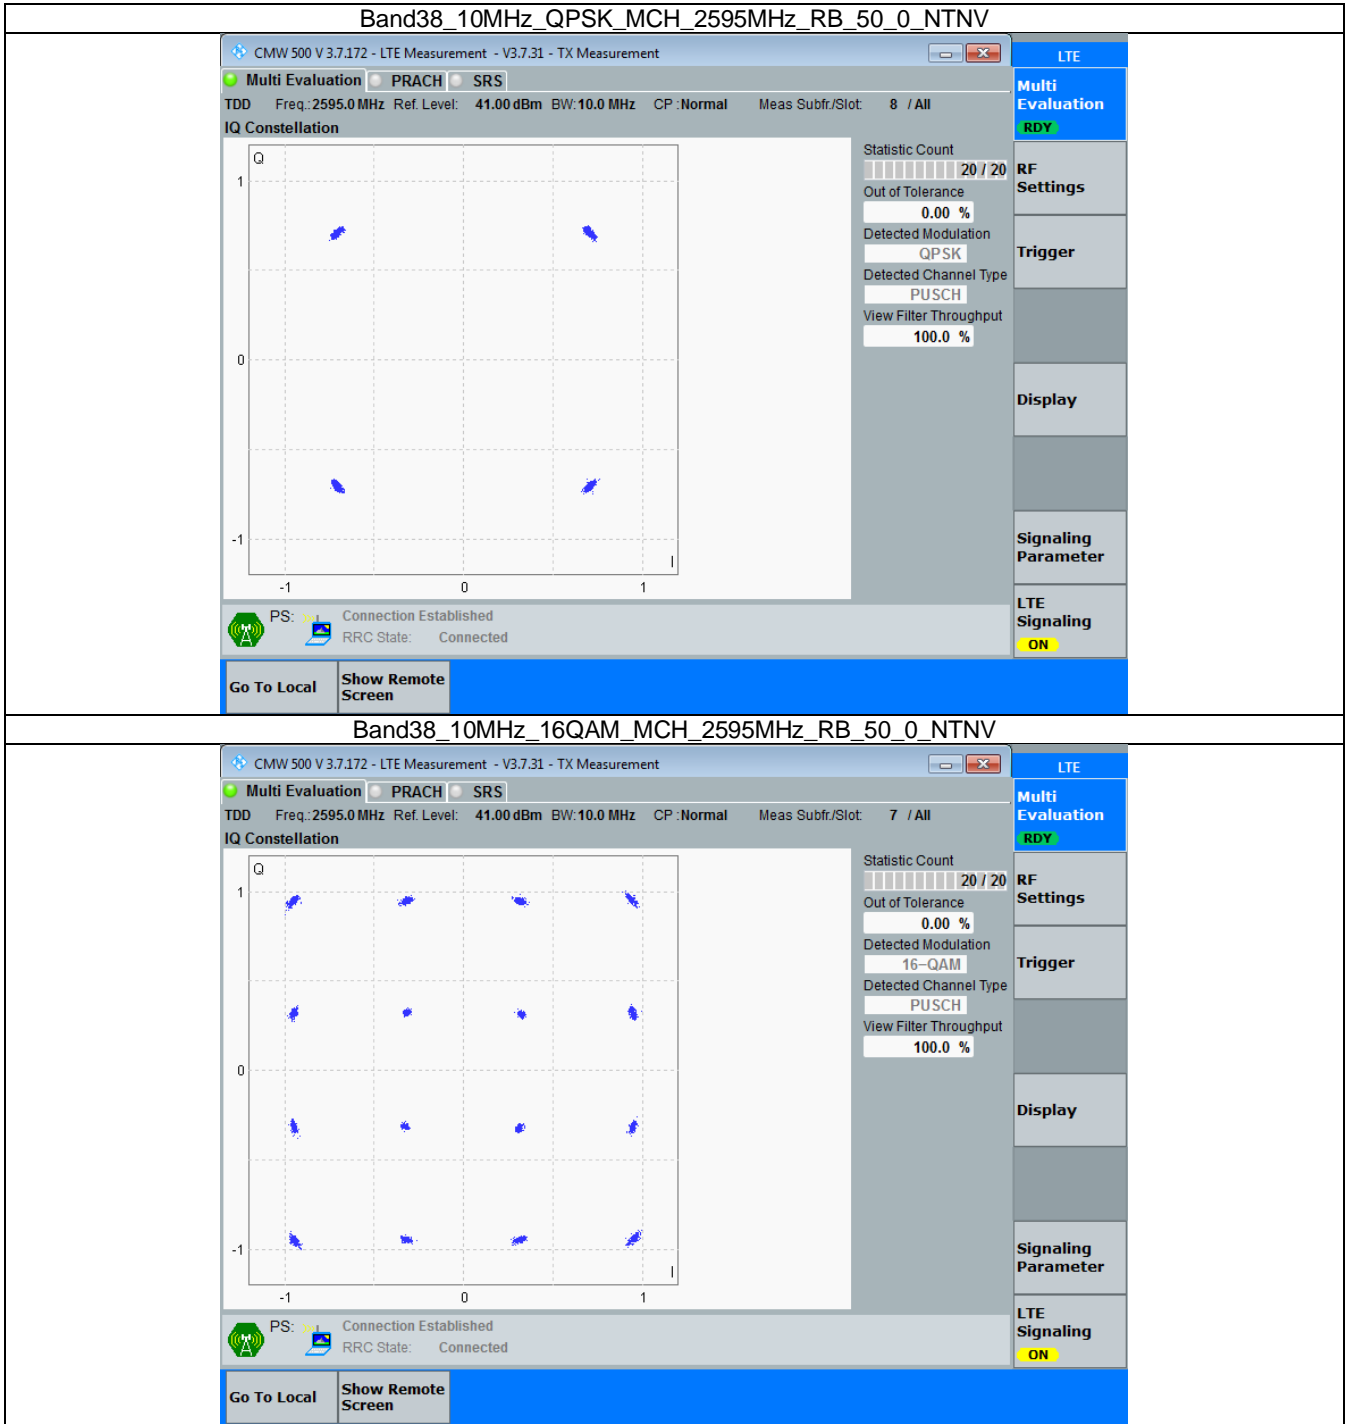 Band38_10MHz_QPSK_MCH_2595MHz_RB_50_0_NTNV
CMW 500 V 3.7.172 - LTE Measurement - V3.7.31 - TX Measurement
LTE
Multi Evaluation PRACH SRS
TDD Freq.: 2595.0 MHz Ref. Level: 41.00 dBm BW: 10.0 MHz CP : Normal Meas Subfr./Slot: 8 / All
IQ Constellation
Q
1
0
-1
I
-1 0 1
Statistic Count
20 / 20
Out of Tolerance
0.00 %
Detected Modulation
QPSK
Detected Channel Type
PUSCH
View Filter Throughput
100.0 %
Multi
Evaluation
RDY
RF
Settings
Trigger
Display
Signaling
Parameter
LTE
Signaling
ON
PS: Connection Established
RRC State: Connected
Go To Local
Show Remote
Screen
Band38_10MHz_16QAM_MCH_2595MHz_RB_50_0_NTNV
CMW 500 V 3.7.172 - LTE Measurement - V3.7.31 - TX Measurement
LTE
Multi Evaluation PRACH SRS
TDD Freq.: 2595.0 MHz Ref. Level: 41.00 dBm BW: 10.0 MHz CP : Normal Meas Subfr./Slot: 7 / All
IQ Constellation
Q
1
0
-1
I
-1 0 1
Statistic Count
20 / 20
Out of Tolerance
0.00 %
Detected Modulation
16-QAM
Detected Channel Type
PUSCH
View Filter Throughput
100.0 %
Multi
Evaluation
RDY
RF
Settings
Trigger
Display
Signaling
Parameter
LTE
Signaling
ON
PS: Connection Established
RRC State: Connected
Go To Local
Show Remote
Screen